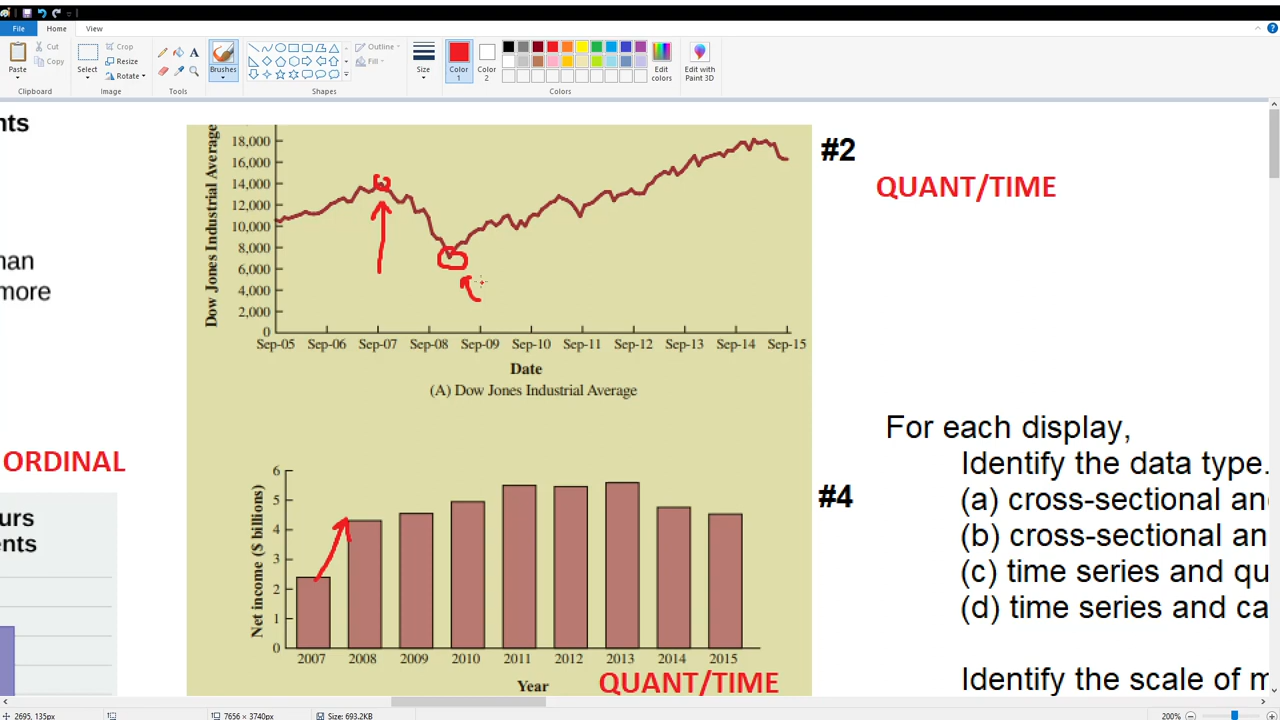 File Home View
Paste
Cut
Copy
Clipboard
Select
Crop
Resize
Rotate
Image
A
Tools
Brushes
Outline
Fill
Shapes
Size
Color
1
Color
2
Edit
colors
Edit with
Paint 3D
Colors
nts
nan
more
ORDINAL
urs
ents
Dow Jones Industrial Average
18,000
16,000
14,000
12,000
10,000
8,000
6,000
4,000
2,000
0
Sep-05 Sep-06 Sep-07 Sep-08 Sep-09 Sep-10 Sep-11 Sep-12 Sep-13 Sep-14 Sep-15
Date
(A) Dow Jones Industrial Average
#2
QUANT/TIME
Net income ($ billions)
6
5
4
3
2
1
0
2007 2008 2009 2010 2011 2012 2013 2014 2015
Year
QUANT/TIME
#4
For each display,
Identify the data type.
(a) cross-sectional an
(b) cross-sectional an
(c) time series and qu
(d) time series and ca
Identify the scale of m
2695, 135px
7656 × 3740px
Size: 693.2KB
200%